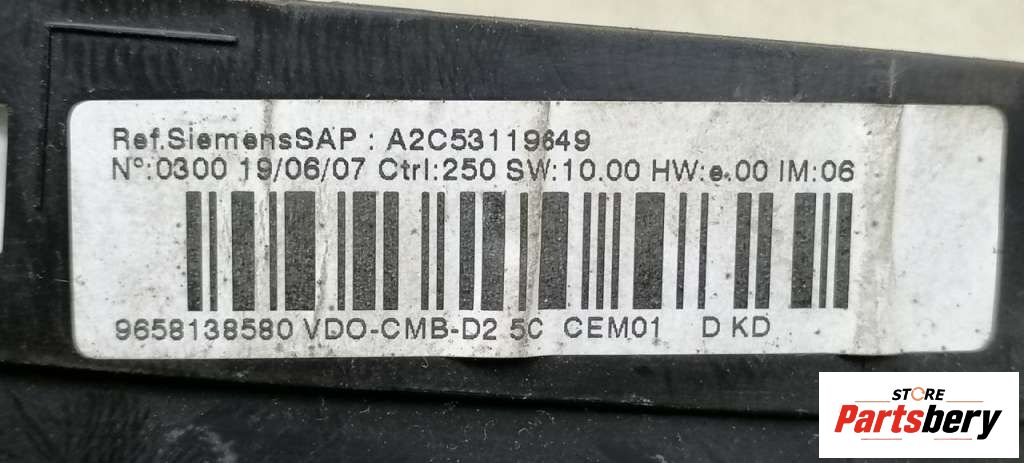 Ref.SiemensSAP : A2C53119649
Nº:0300 19/06/07 Ctrl:250 SW:10.00 HW:e.00 IM:06
9658138580 VDO-CMB-D2 5C CEM01 D KD
STORE
Partsbery